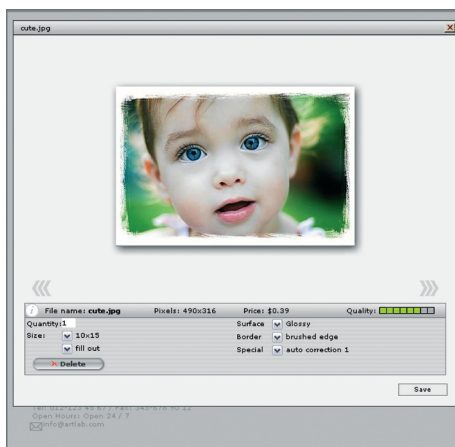 cute.jpg
File name: cute.jpg Pixels: 490x316 Price: $0.39 Quality:
Quantity: 1 Surface Glossy
Size: 10x15 Border brushed edge
fill out Special auto correction 1
Delete
Save
Open Hours: Open 24 / 7
info@artlab.com